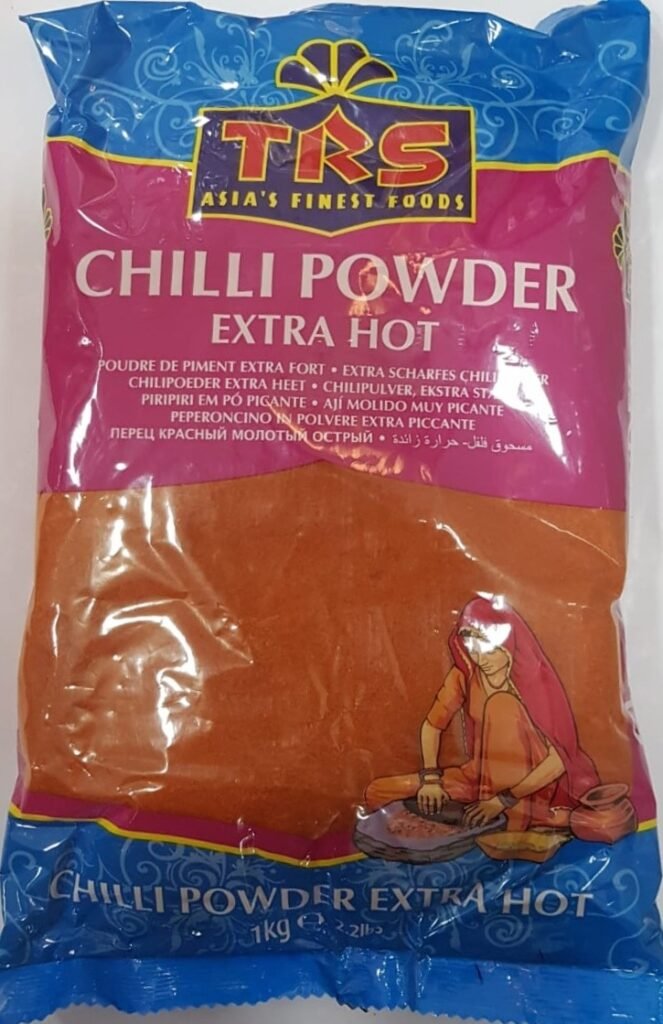 TRS
ASIA'S FINEST FOODS
CHILLI POWDER
EXTRA HOT
POUDRE DE PIMENT EXTRA FORT • EXTRA SCHARFES
CHILIPOEDER EXTRA HEET • CHILIPULVER, EKSTRA
PIRIPIRI EM PÓ PICANTE • AJÍ MOLIDO MUY PICANTE
PEPERONCINO IN POLVERE EXTRA PICCANTE
ПЕРЕЦ КРАСНЫЙ МОЛОТЫЙ ОСТРЫЙ • مسحوق فلفل- حرارة زائدة
CHILLI POWDER EXTRA HOT
1kg ℮ 2.2lbs